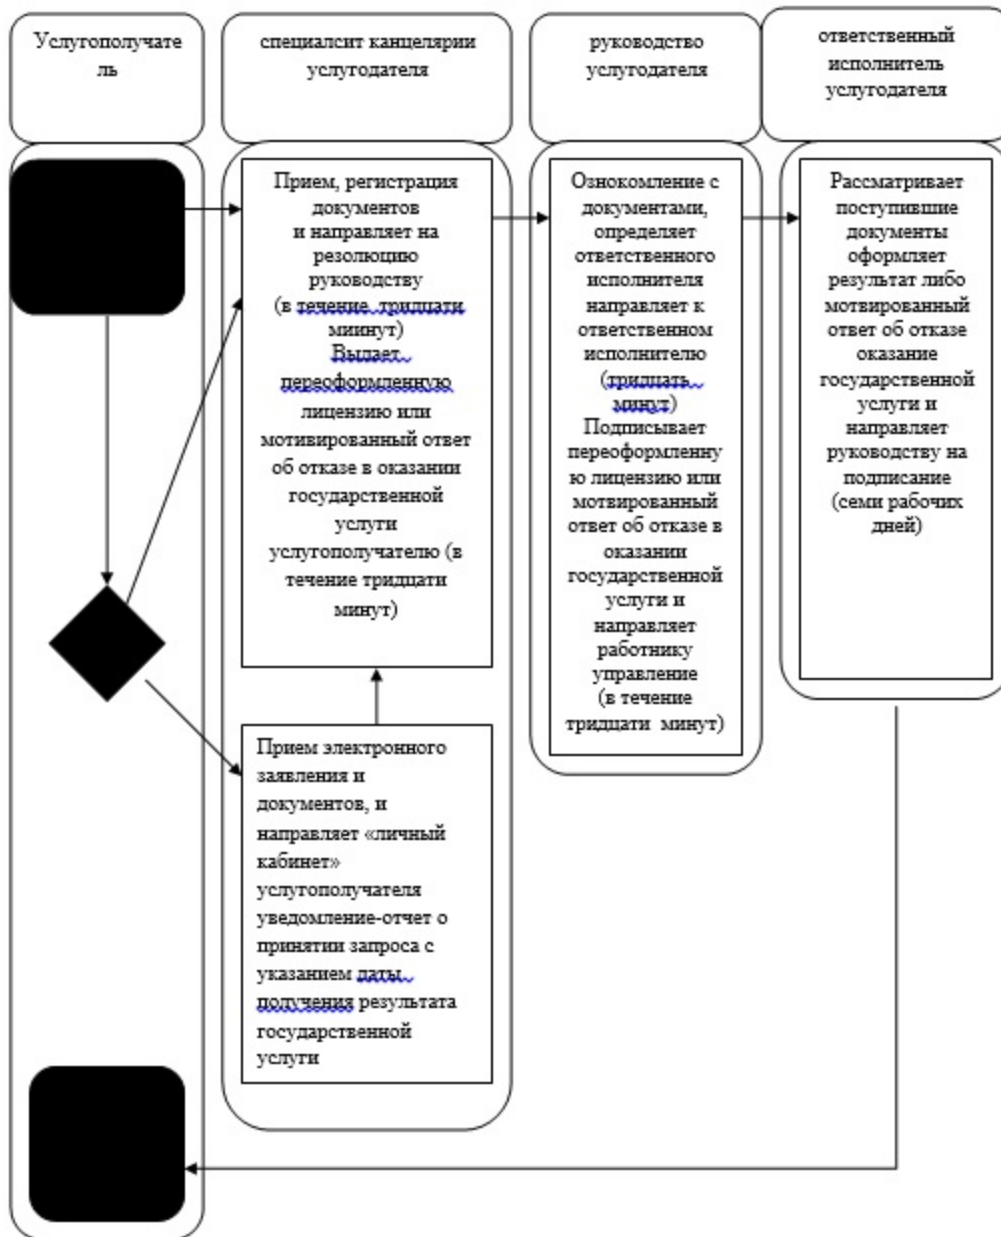 Услугополучате
ль
специалсит канцелярии
услугодателя
руководство
услугодателя
ответственный
исполнитель
услугодателя
Прием, регистрация
документов
и направляет на
резолюцию
руководству
(в течение тридцати
миинут)
Выдает
переоформленную
лицензию или
мотивированный ответ
об отказе в оказании
государственной
услуги
услугополучателю (в
течение тридцати
минут)
Ознокомление с
документами,
определяет
ответственного
исполнителя
направляет к
ответственном
исполнителю
(тридцать
минут)
Подписывает
переоформленну
ю лицензию или
мотвированный
ответ об отказе в
оказании
государственной
услуги и
направляет
работнику
управление
(в течение
тридцати минут)
Рассматривает
поступившие
документы
оформляет
результат либо
мотвированный
ответ об отказе
оказание
государственной
услуги и
направляет
руководству на
подписание
(семи рабочих
дней)
Прием электронного
заявления и
документов, и
направляет «личный
кабинет»
услугополучателя
уведомление-отчет о
принятии запроса с
указанием даты
получения результата
государственной
услуги